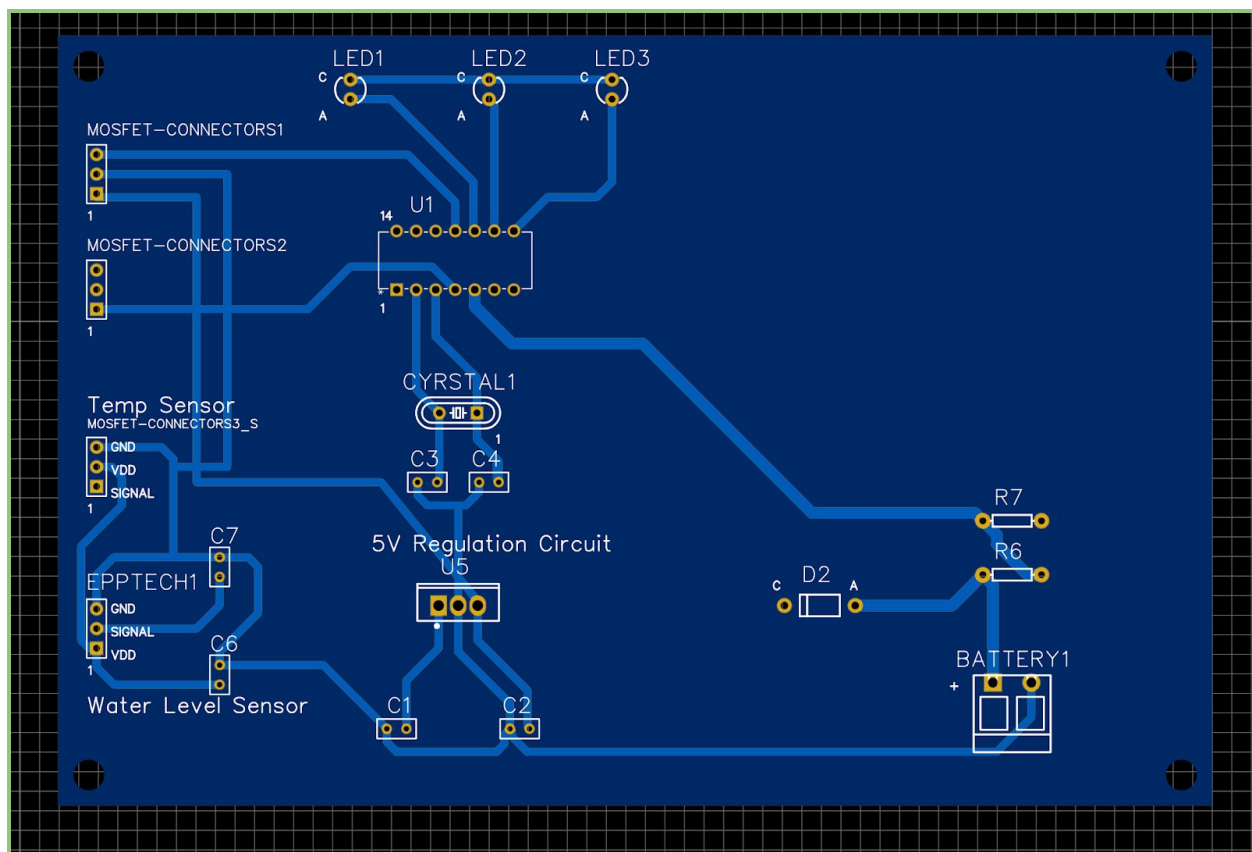 LED1 LED2 LED3
C C C
A A A
MOSFET-CONNECTORS1
1
U1
14
MOSFET-CONNECTORS2
1
*
1
CYRSTAL1
1
Temp Sensor
MOSFET-CONNECTORS3_S
GND
VDD
SIGNAL
1
C3 C4
R7
5V Regulation Circuit
U5
C7
R6
D2
C A
EPPTECH1
GND
SIGNAL
VDD
1
C6
BATTERY1
+
Water Level Sensor
C1 C2